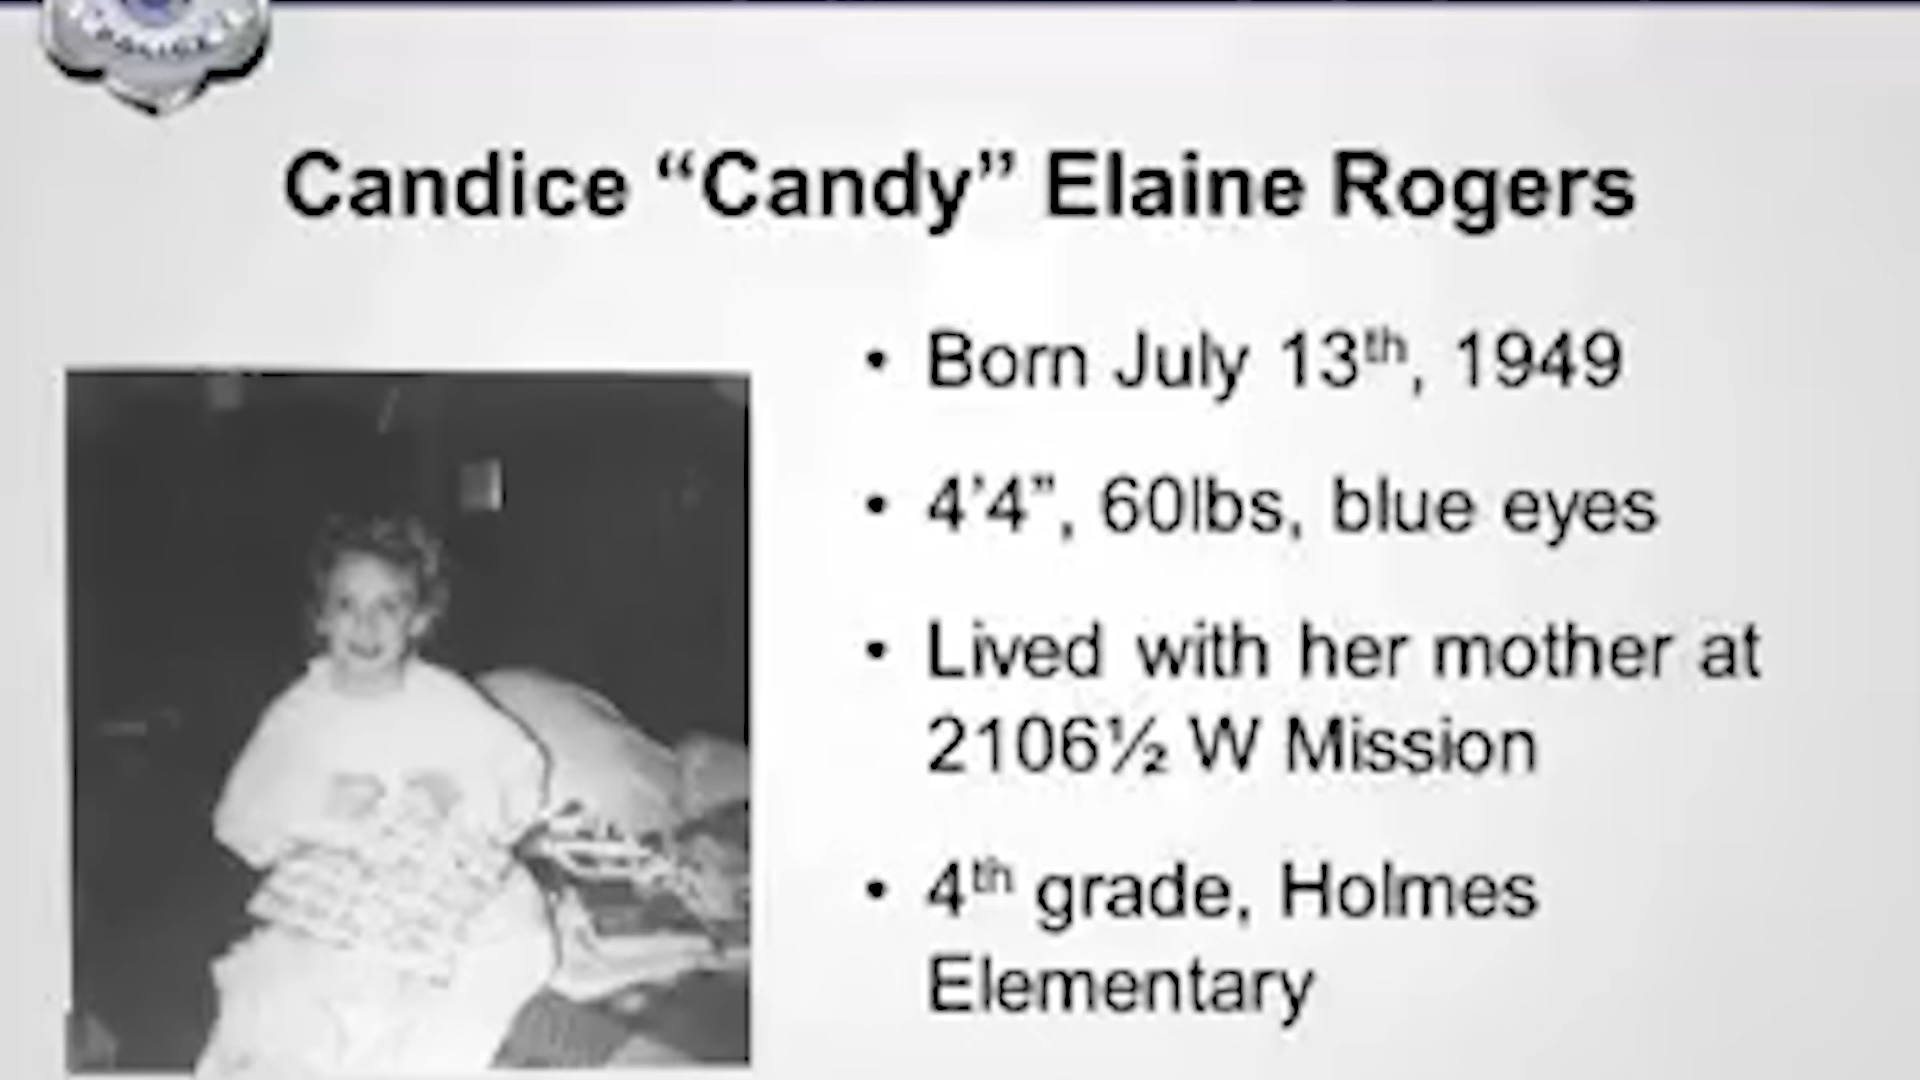 POLICE
Candice “Candy” Elaine Rogers
• Born July 13th, 1949
• 4’4”, 60lbs, blue eyes
• Lived with her mother at
2106½ W Mission
• 4th grade, Holmes
Elementary